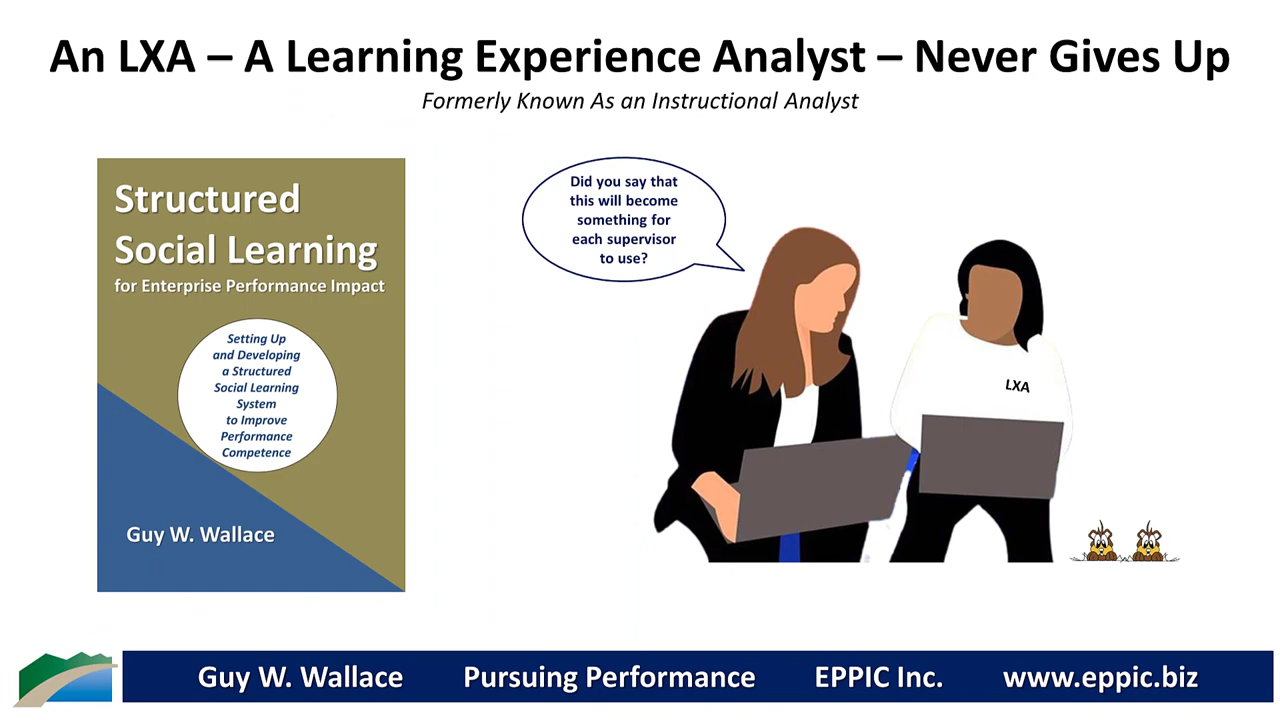 An LXA – A Learning Experience Analyst – Never Gives Up
Formerly Known As an Instructional Analyst
Structured
Social Learning
for Enterprise Performance Impact
Setting Up
and Developing
a Structured
Social Learning
System
to Improve
Performance
Competence
Guy W. Wallace
Did you say that
this will become
something for
each supervisor
to use?
LXA
Guy W. Wallace Pursuing Performance EPPIC Inc. www.eppic.biz